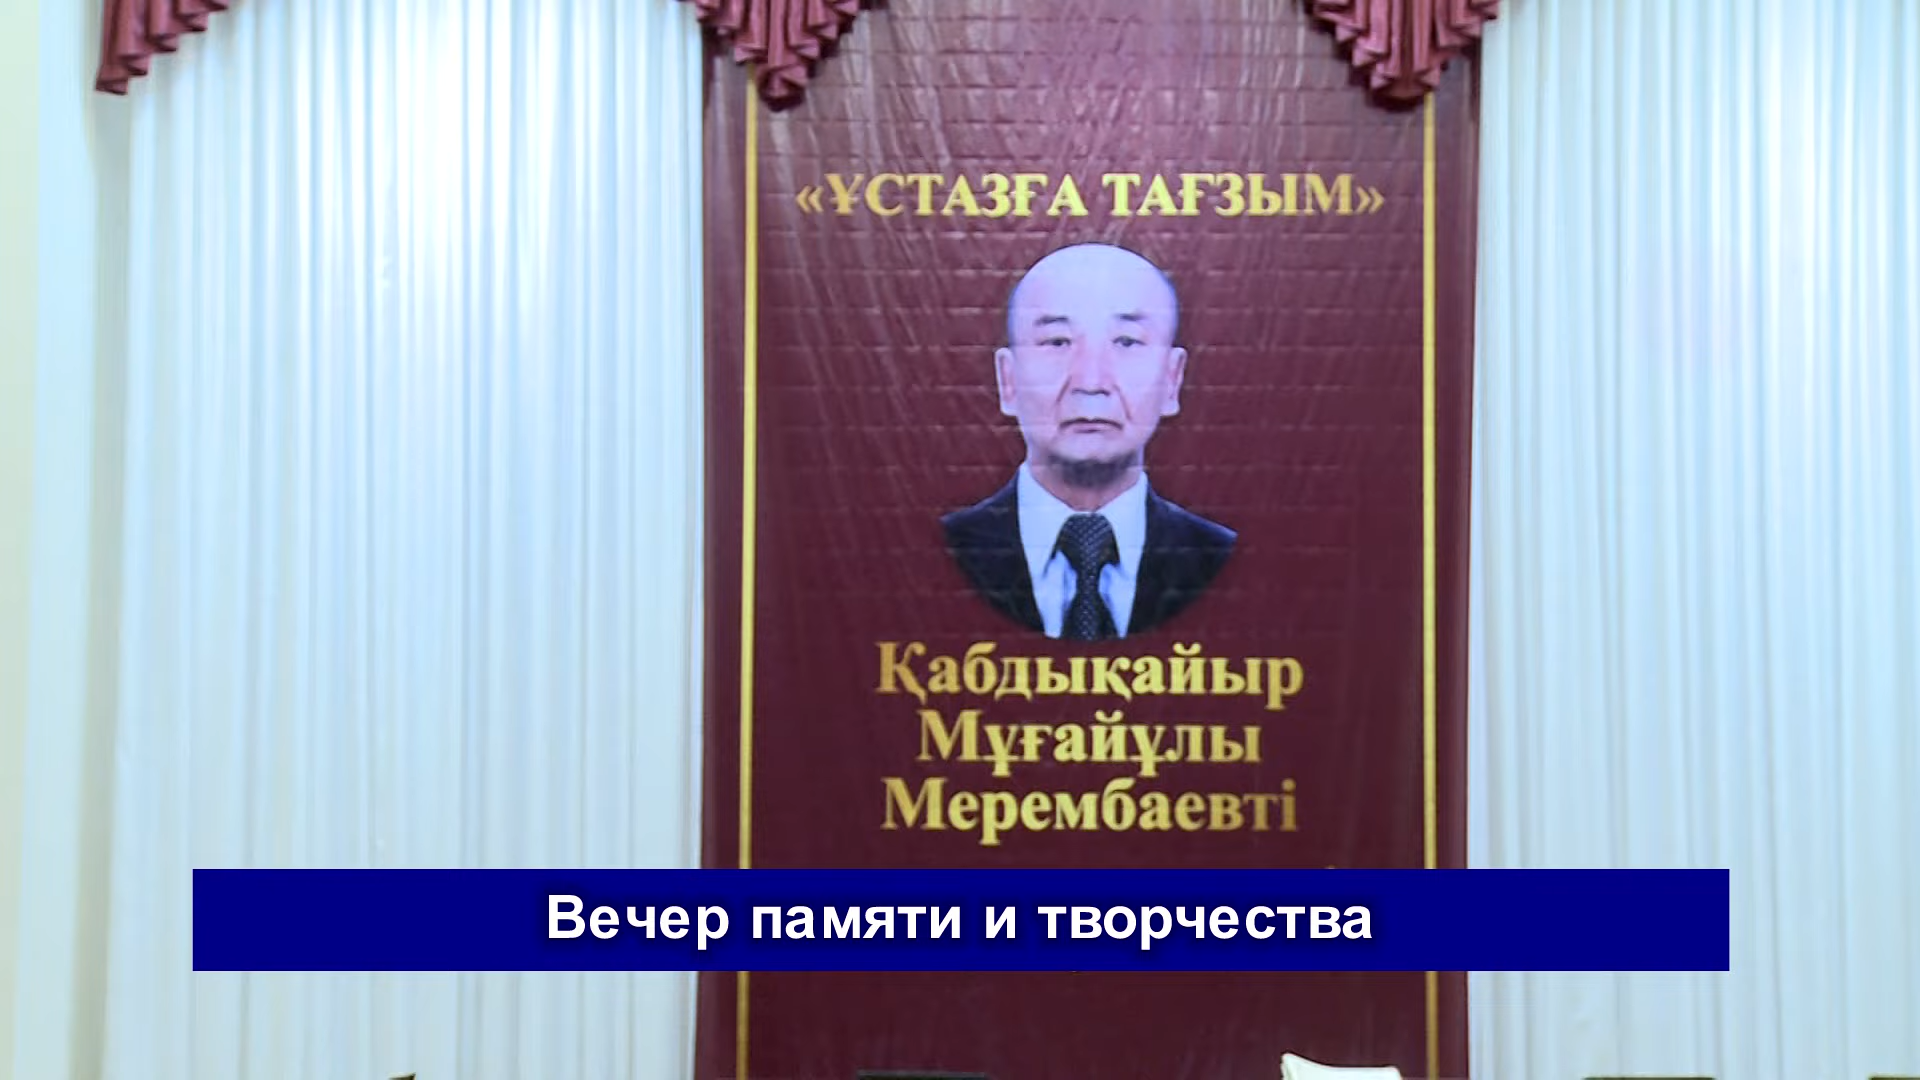 «ҰСТАЗҒА ТАҒЗЫМ»
Қабдықайыр
Мұғайұлы
Мерембаевті
Вечер памяти и творчества